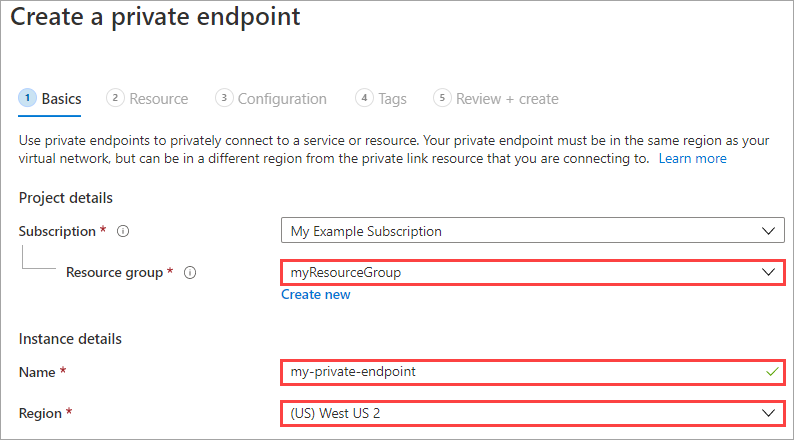 Create a private endpoint
1 Basics 2 Resource 3 Configuration 4 Tags 5 Review + create
Use private endpoints to privately connect to a service or resource. Your private endpoint must be in the same region as your
virtual network, but can be in a different region from the private link resource that you are connecting to. Learn more
Project details
Subscription * My Example Subscription
Resource group * myResourceGroup
Create new
Instance details
Name * my-private-endpoint
Region * (US) West US 2